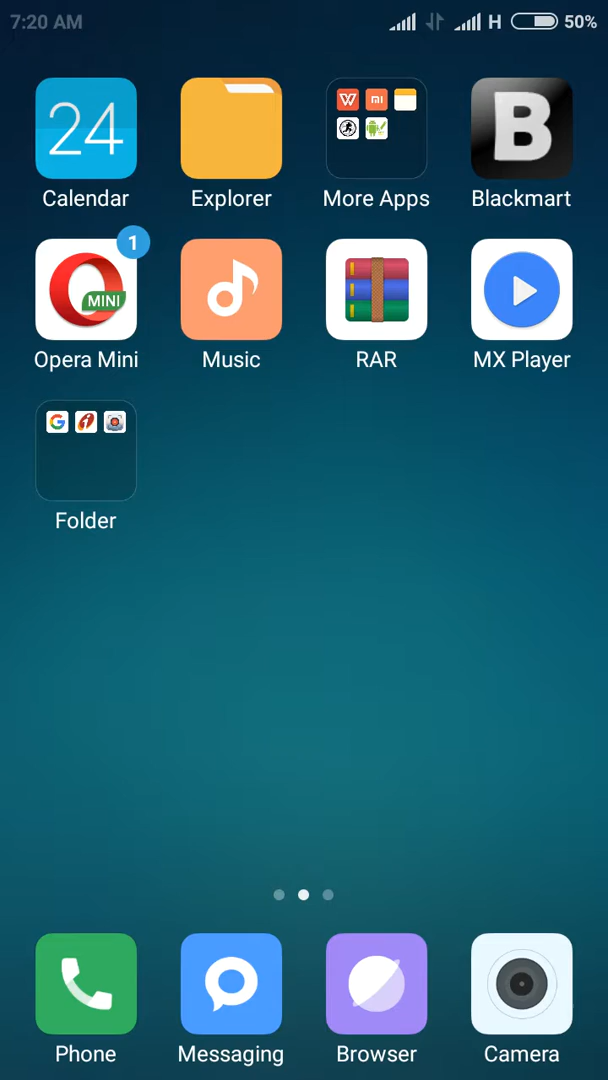 7:20 AM H 50%
24
Calendar Explorer More Apps Blackmart
W mi
B
1
MINI
Opera Mini Music RAR MX Player
G
Folder
Phone Messaging Browser Camera